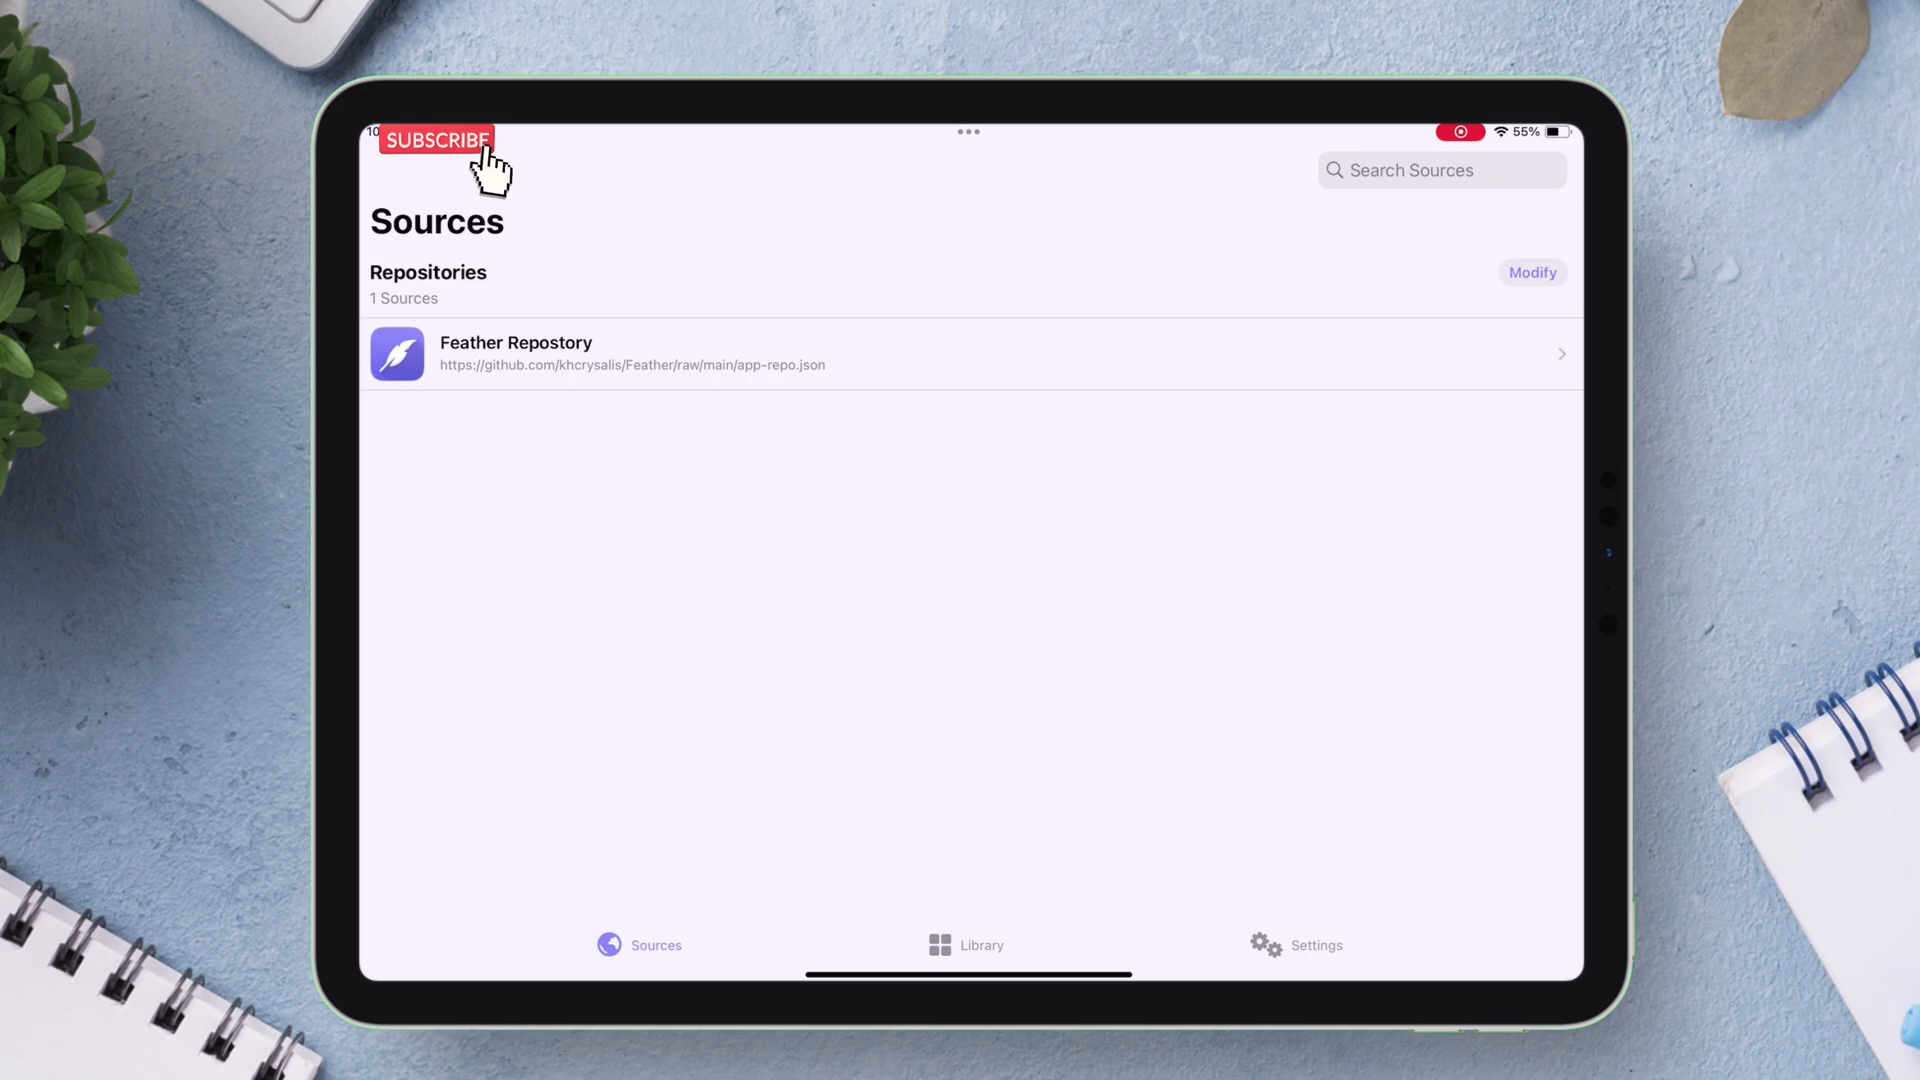 10
SUBSCRIBE
55%
Search Sources
Sources
Repositories
Modify
1 Sources
Feather Repostory
https://github.com/khcrysalis/Feather/raw/main/app-repo.json
Sources
Library
Settings